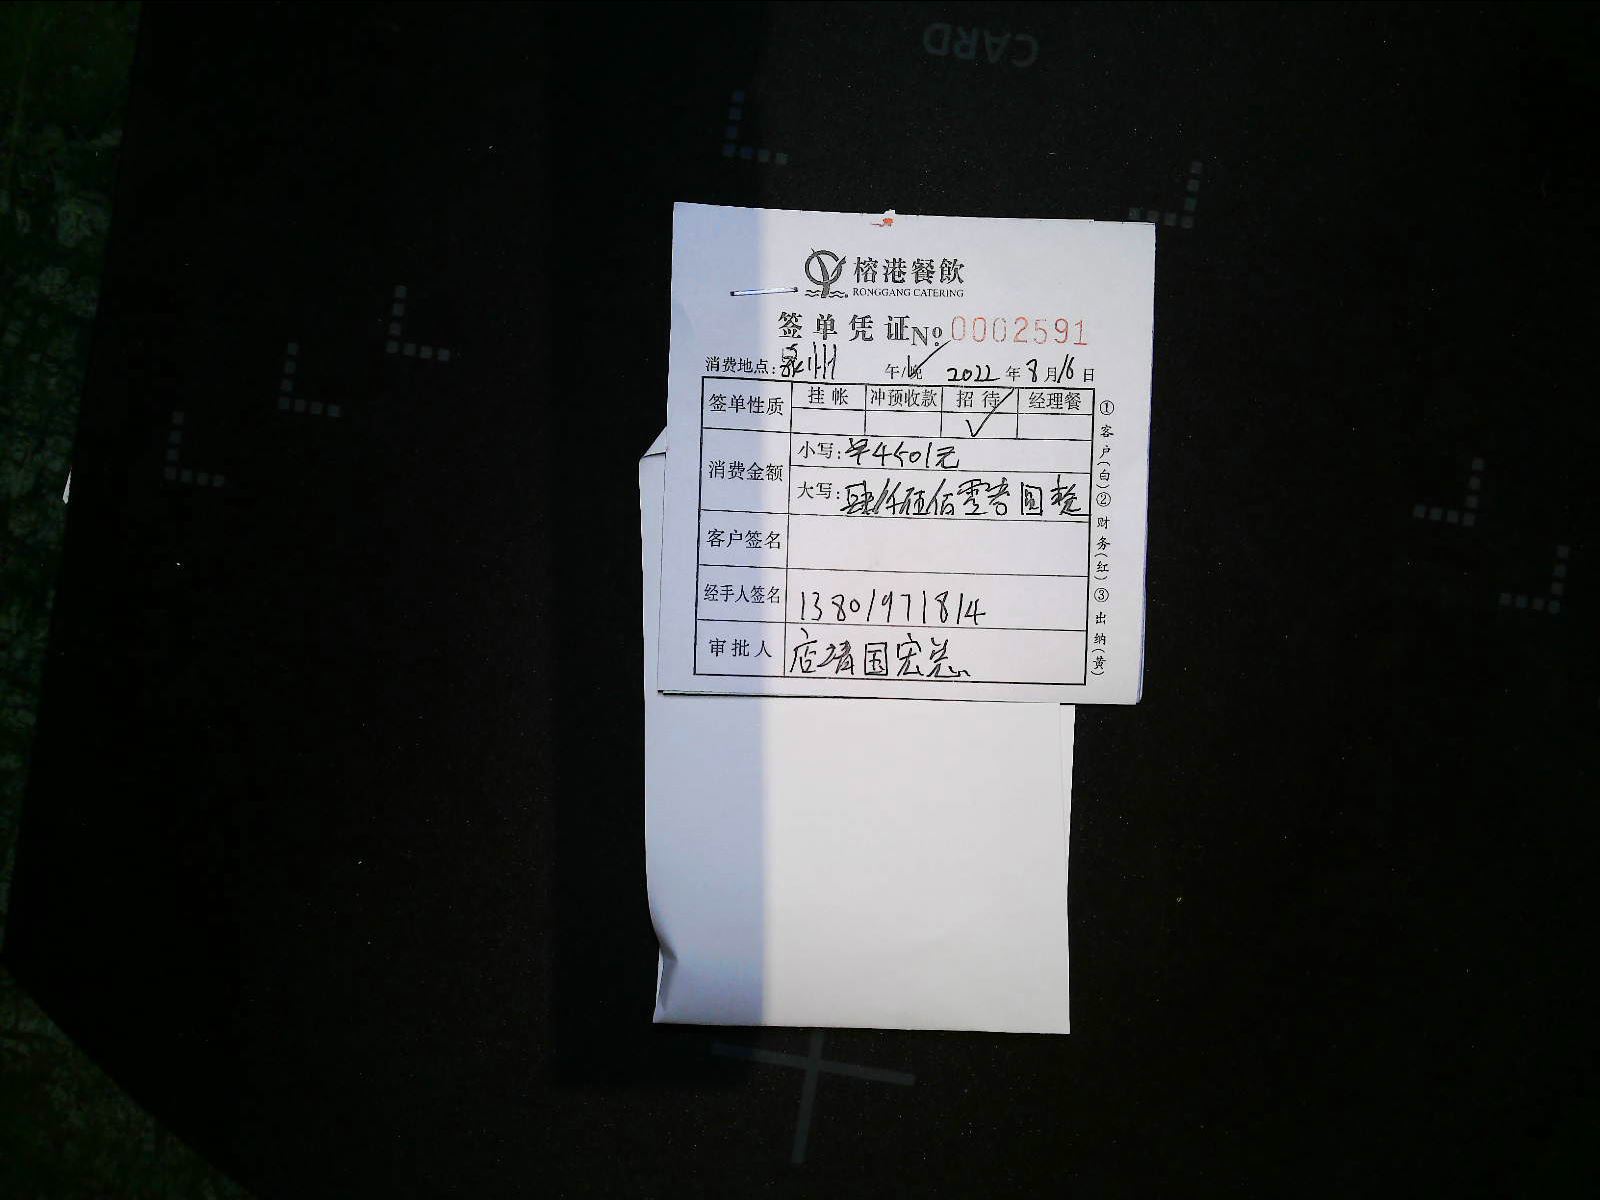 CARD
榕港餐飲
RONGGANG CATERING
签单凭证 No. 0002591
消费地点: 泉州 午/晚 2022 年 8 月 16 日
签单性质 挂帐 冲预收款 招待 经理餐
✓
消费金额 小写: 4501元
大写: 肆仟伍佰零壹圆整
客户签名
经手人签名 13801971814
审批人 店请国宏总
①客户(白)②财务(红)③出纳(黄)